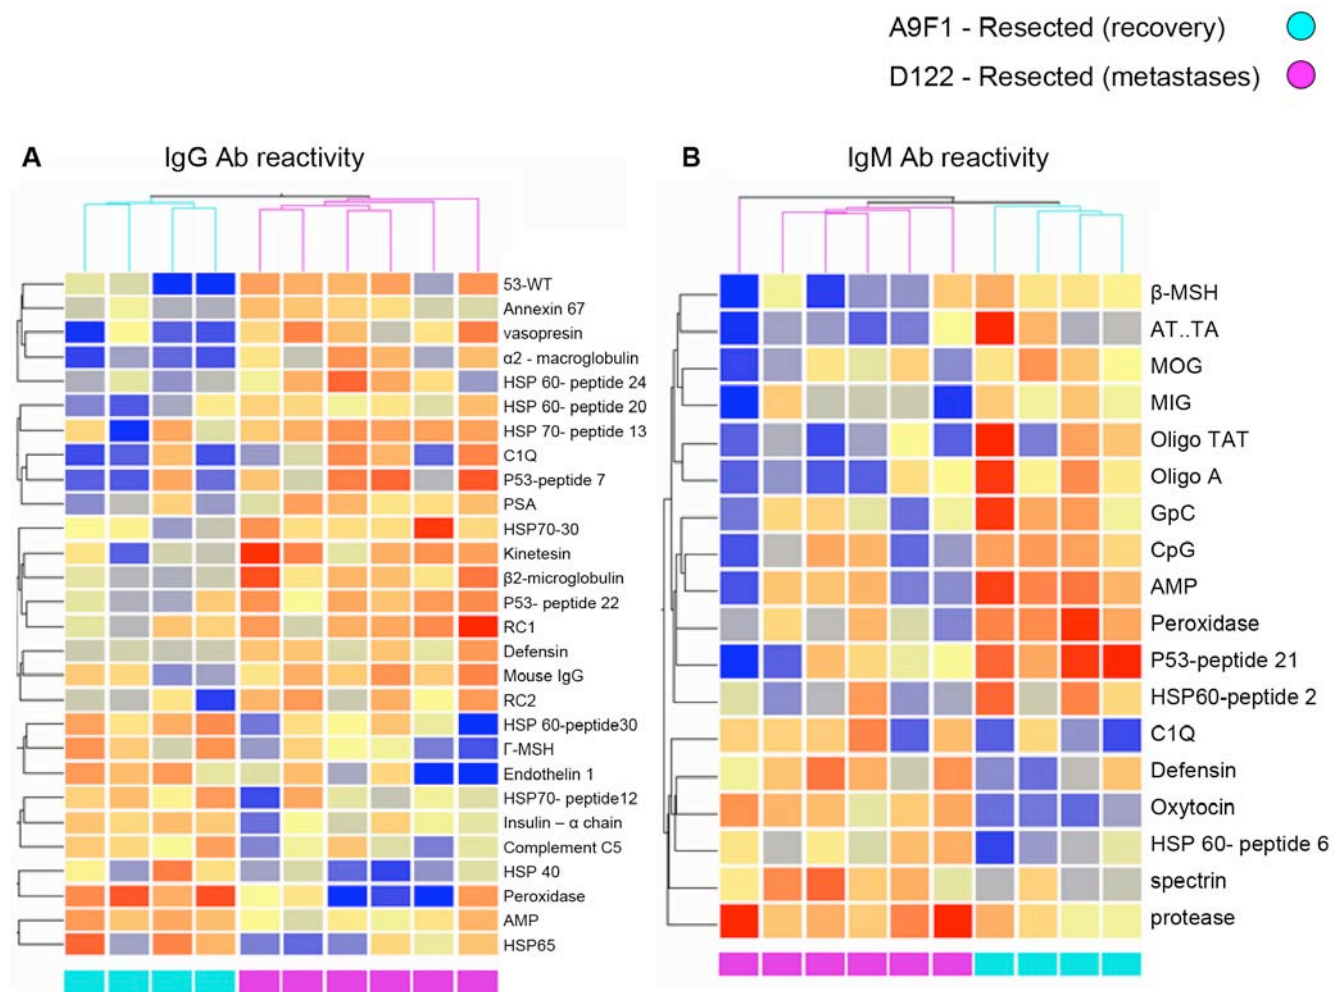 A9F1 - Resected (recovery)
D122 - Resected (metastases)
A
IgG Ab reactivity
53-WT
Annexin 67
vasopresin
α2 - macroglobulin
HSP 60- peptide 24
HSP 60- peptide 20
HSP 70- peptide 13
C1Q
P53-peptide 7
PSA
HSP70-30
Kinetesin
β2-microglobulin
P53- peptide 22
RC1
Defensin
Mouse IgG
RC2
HSP 60-peptide30
Γ-MSH
Endothelin 1
HSP70- peptide12
Insulin – α chain
Complement C5
HSP 40
Peroxidase
AMP
HSP65
B
IgM Ab reactivity
β-MSH
AT..TA
MOG
MIG
Oligo TAT
Oligo A
GpC
CpG
AMP
Peroxidase
P53-peptide 21
HSP60-peptide 2
C1Q
Defensin
Oxytocin
HSP 60- peptide 6
spectrin
protease